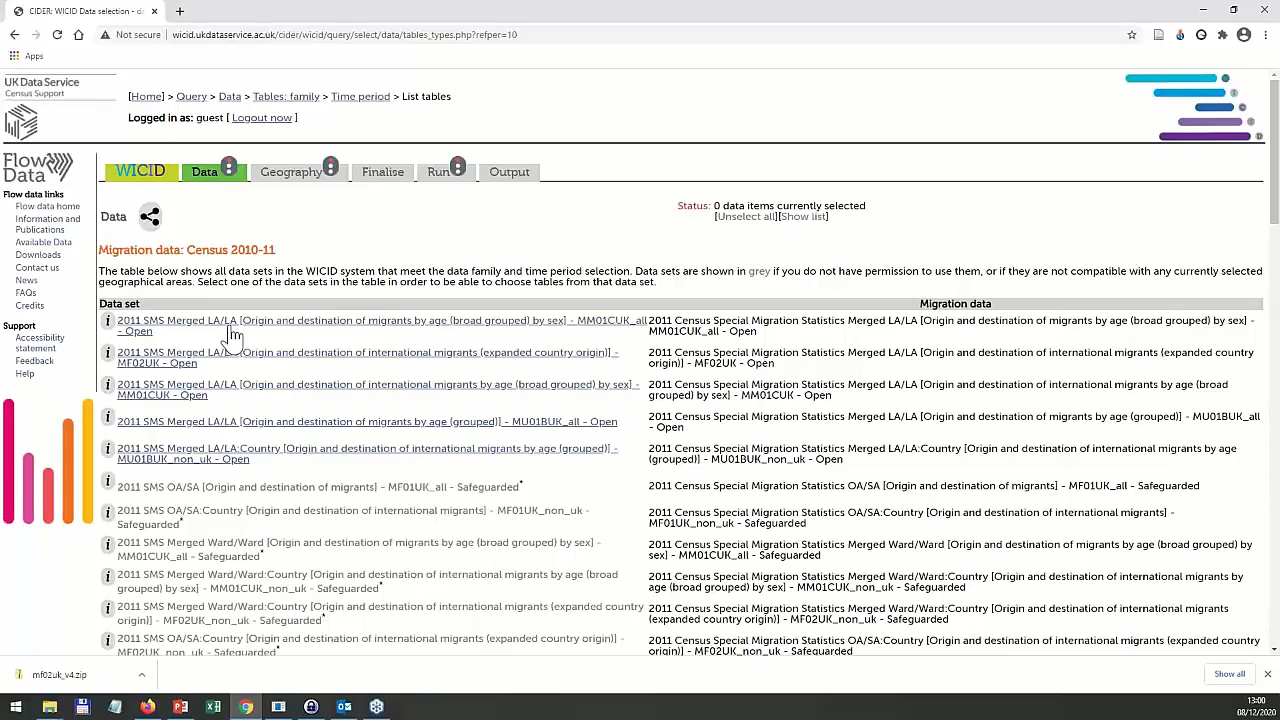 CIDER: WICID Data selection - da
Not secure | wicid.ukdataservice.ac.uk/cider/wicid/query/select/data/tables_types.php?refper=10
Apps
UK Data Service
Census Support
[Home] > Query > Data > Tables: family > Time period > List tables
Logged in as: guest [ Logout now ]
Flow
Data
Flow data links
Flow data home
Information and
Publications
Available Data
Downloads
Contact us
News
FAQs
Credits
Support
Accessibility
statement
Feedback
Help
WICID
Data
Geography
Finalise
Run
Output
Data
Status: 0 data items currently selected
[Unselect all][Show list]
Migration data: Census 2010-11
The table below shows all data sets in the WICID system that meet the data family and time period selection. Data sets are shown in grey if you do not have permission to use them, or if they are not compatible with any currently selected
geographical areas. Select one of the data sets in the table in order to be able to choose tables from that data set.
Data set
Migration data
2011 SMS Merged LA/LA [Origin and destination of migrants by age (broad grouped) by sex] - MM01CUK_all
- Open
2011 Census Special Migration Statistics Merged LA/LA [Origin and destination of migrants by age (broad grouped) by sex] -
MM01CUK_all - Open
2011 SMS Merged LA/LA [Origin and destination of international migrants (expanded country origin)] -
MF02UK - Open
2011 Census Special Migration Statistics Merged LA/LA [Origin and destination of international migrants (expanded country
origin)] - MF02UK - Open
2011 SMS Merged LA/LA [Origin and destination of international migrants by age (broad grouped) by sex] -
MM01CUK - Open
2011 Census Special Migration Statistics Merged LA/LA [Origin and destination of international migrants by age (broad
grouped) by sex] - MM01CUK - Open
2011 SMS Merged LA/LA [Origin and destination of migrants by age (grouped)] - MU01BUK_all - Open
2011 Census Special Migration Statistics Merged LA/LA [Origin and destination of migrants by age (grouped)] - MU01BUK_all
- Open
2011 SMS Merged LA/LA:Country [Origin and destination of international migrants by age (grouped)] -
MU01BUK_non_uk - Open
2011 Census Special Migration Statistics Merged LA/LA:Country [Origin and destination of international migrants by age
(grouped)] - MU01BUK_non_uk - Open
2011 SMS OA/SA [Origin and destination of migrants] - MF01UK_all - Safeguarded*
2011 Census Special Migration Statistics OA/SA [Origin and destination of migrants] - MF01UK_all - Safeguarded
2011 SMS OA/SA:Country [Origin and destination of international migrants] - MF01UK_non_uk -
Safeguarded*
2011 Census Special Migration Statistics OA/SA:Country [Origin and destination of international migrants] -
MF01UK_non_uk - Safeguarded
2011 SMS Merged Ward/Ward [Origin and destination of migrants by age (broad grouped) by sex] -
MM01CUK_all - Safeguarded*
2011 Census Special Migration Statistics Merged Ward/Ward [Origin and destination of migrants by age (broad grouped) by
sex] - MM01CUK_all - Safeguarded
2011 SMS Merged Ward/Ward:Country [Origin and destination of international migrants by age (broad
grouped) by sex] - MM01CUK_non_uk - Safeguarded*
2011 Census Special Migration Statistics Merged Ward/Ward:Country [Origin and destination of international migrants by
age (broad grouped) by sex] - MM01CUK_non_uk - Safeguarded
2011 SMS Merged Ward/Ward:Country [Origin and destination of international migrants (expanded country
origin)] - MF02UK_non_uk - Safeguarded*
2011 Census Special Migration Statistics Merged Ward/Ward:Country [Origin and destination of international migrants
(expanded country origin)] - MF02UK_non_uk - Safeguarded
2011 SMS OA/SA:Country [Origin and destination of international migrants (expanded country origin)] -
MF02UK_non_uk - Safeguarded*
2011 Census Special Migration Statistics OA/SA:Country [Origin and destination of international migrants (expanded country
origin)] - MF02UK_non_uk - Safeguarded
mf02uk_v4.zip
Show all
13:00
08/12/2020